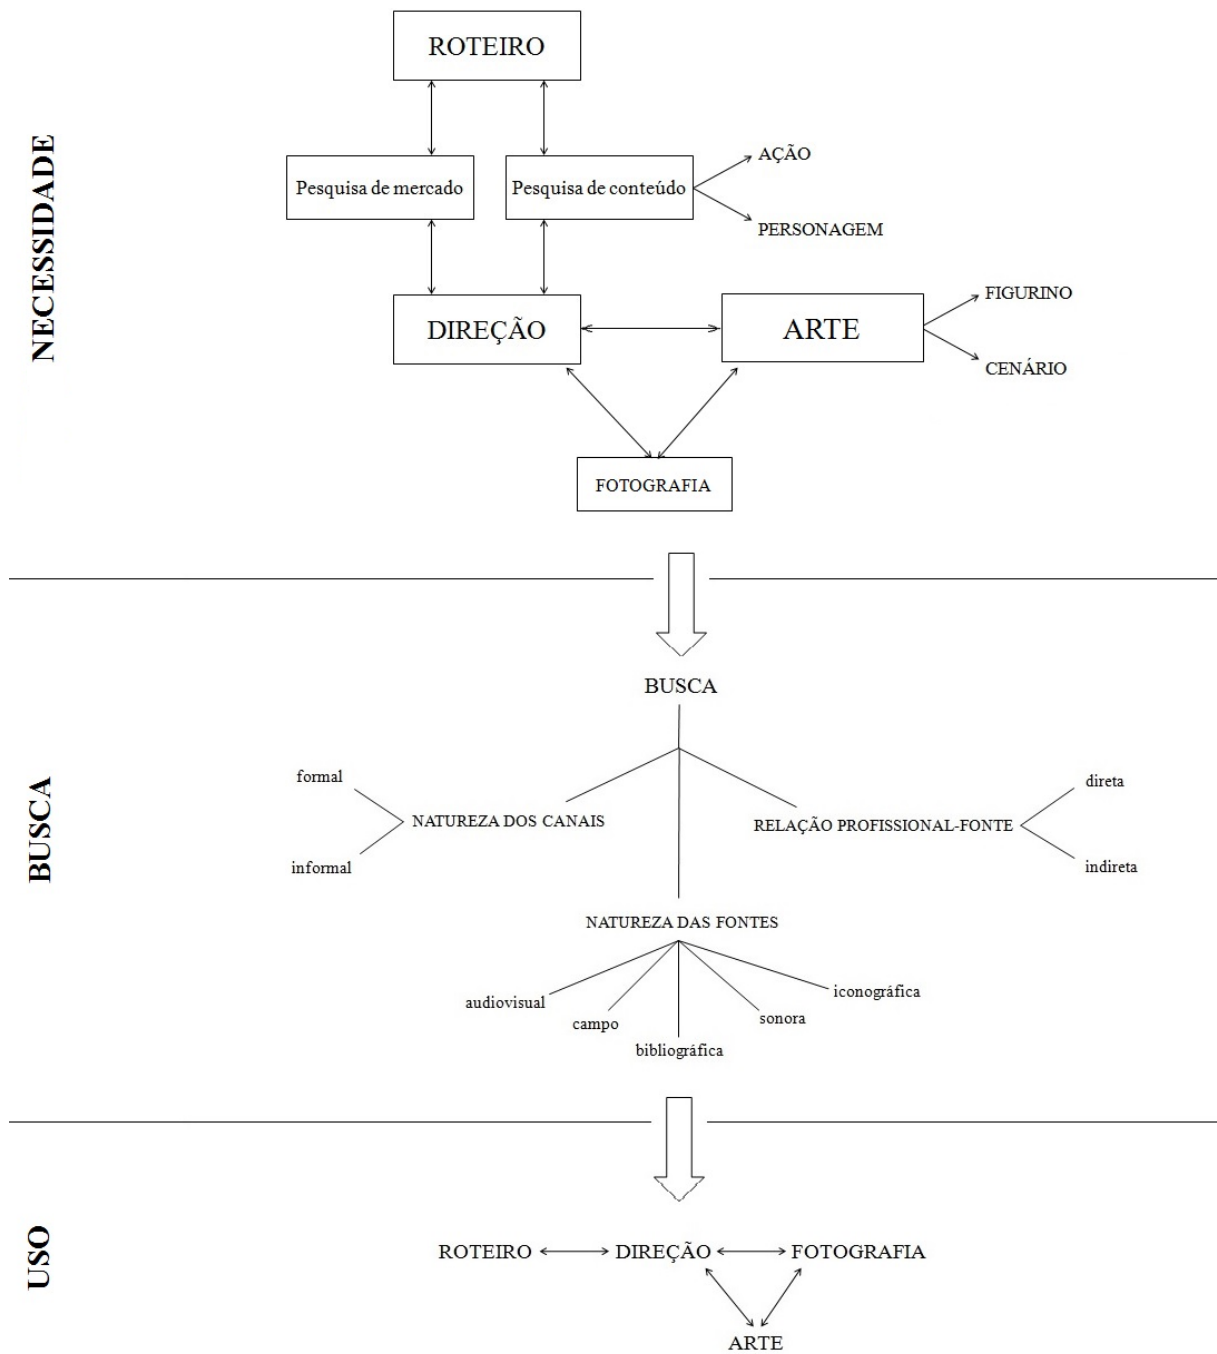 NECESSIDADE
ROTEIRO
Pesquisa de mercado
Pesquisa de conteúdo
AÇÃO
PERSONAGEM
DIREÇÃO
ARTE
FIGURINO
CENÁRIO
FOTOGRAFIA
BUSCA
BUSCA
formal
informal
NATUREZA DOS CANAIS
RELAÇÃO PROFISSIONAL-FONTE
direta
indireta
NATUREZA DAS FONTES
audiovisual
campo
bibliográfica
sonora
iconográfica
USO
ROTEIRO
DIREÇÃO
FOTOGRAFIA
ARTE